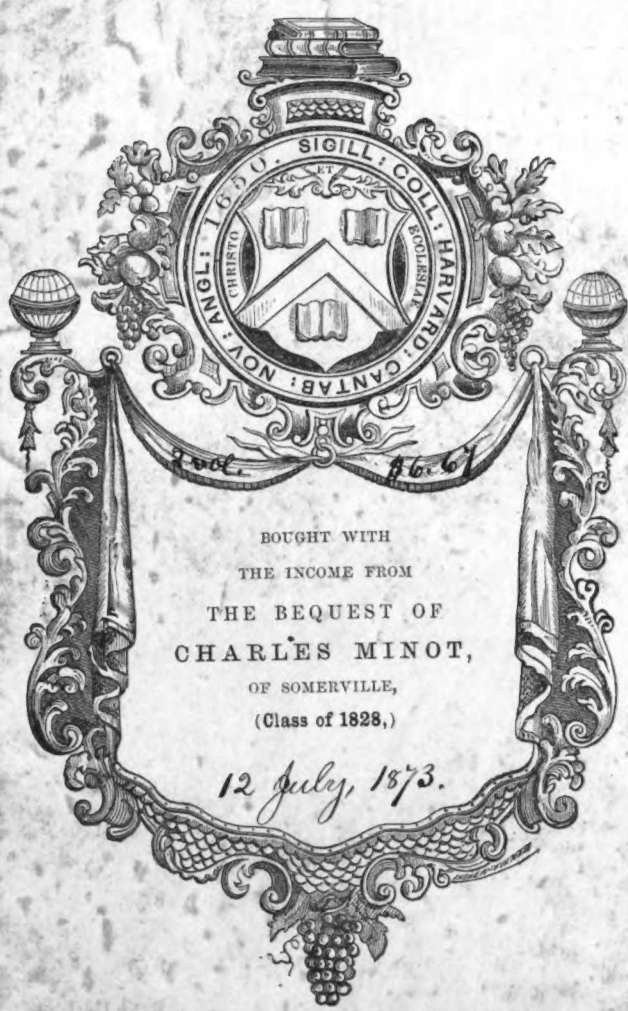 SIGILL: COLL: HARVARD: CANTAB: NOV: ANGL: 1650.
ET
CHRISTO
ECCLESIAE
2 vol. $6.67
BOUGHT WITH
THE INCOME FROM
THE BEQUEST OF
CHARLES MINOT,
OF SOMERVILLE,
(Class of 1828,)
12 July, 1873.